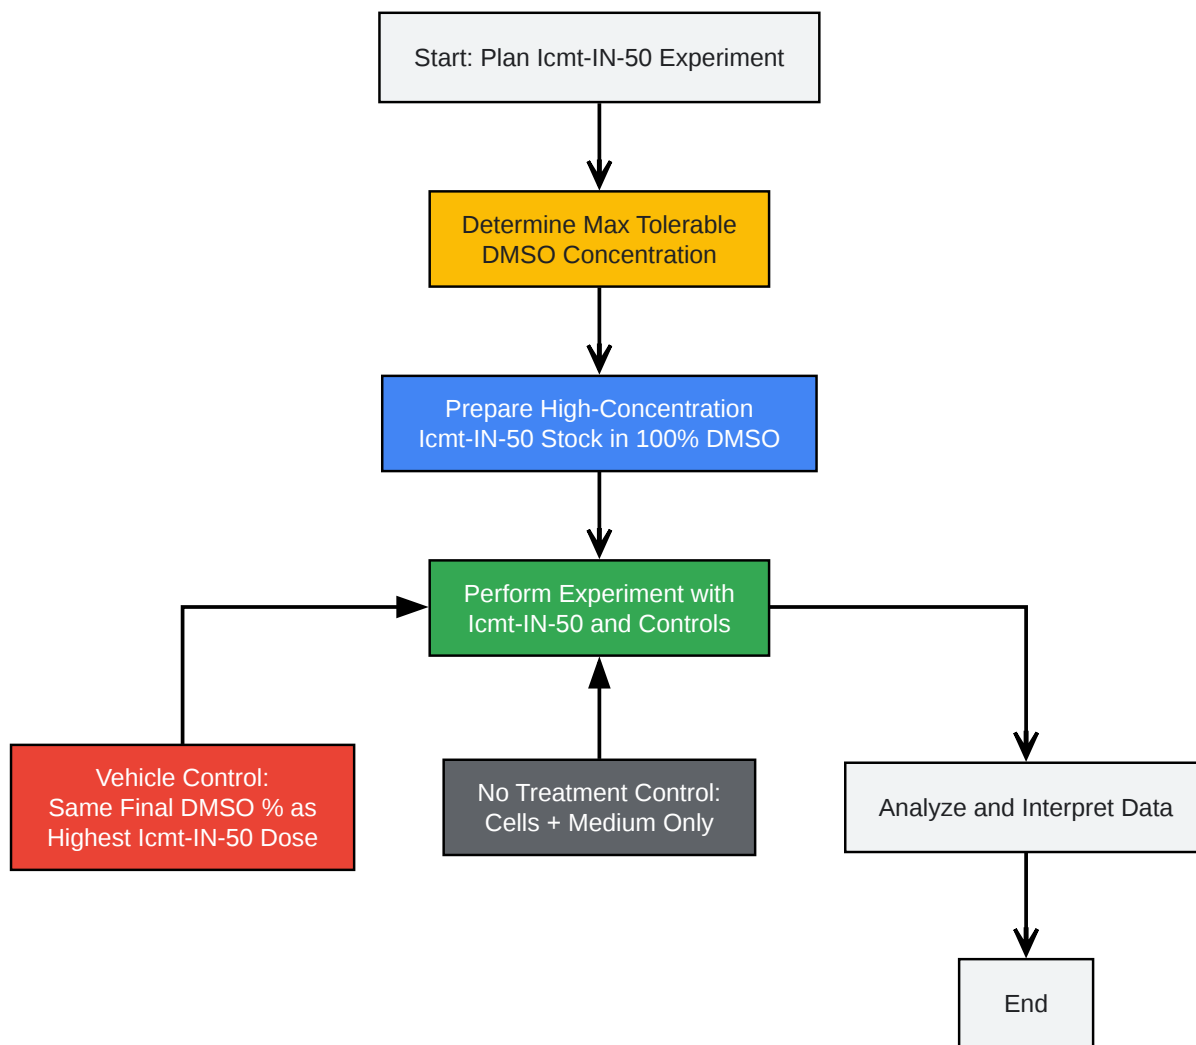 Start: Plan Icmt-IN-50 Experiment
Determine Max Tolerable
DMSO Concentration
Prepare High-Concentration
Icmt-IN-50 Stock in 100% DMSO
Perform Experiment with
Icmt-IN-50 and Controls
Vehicle Control:
Same Final DMSO % as
Highest Icmt-IN-50 Dose
No Treatment Control:
Cells + Medium Only
Analyze and Interpret Data
End